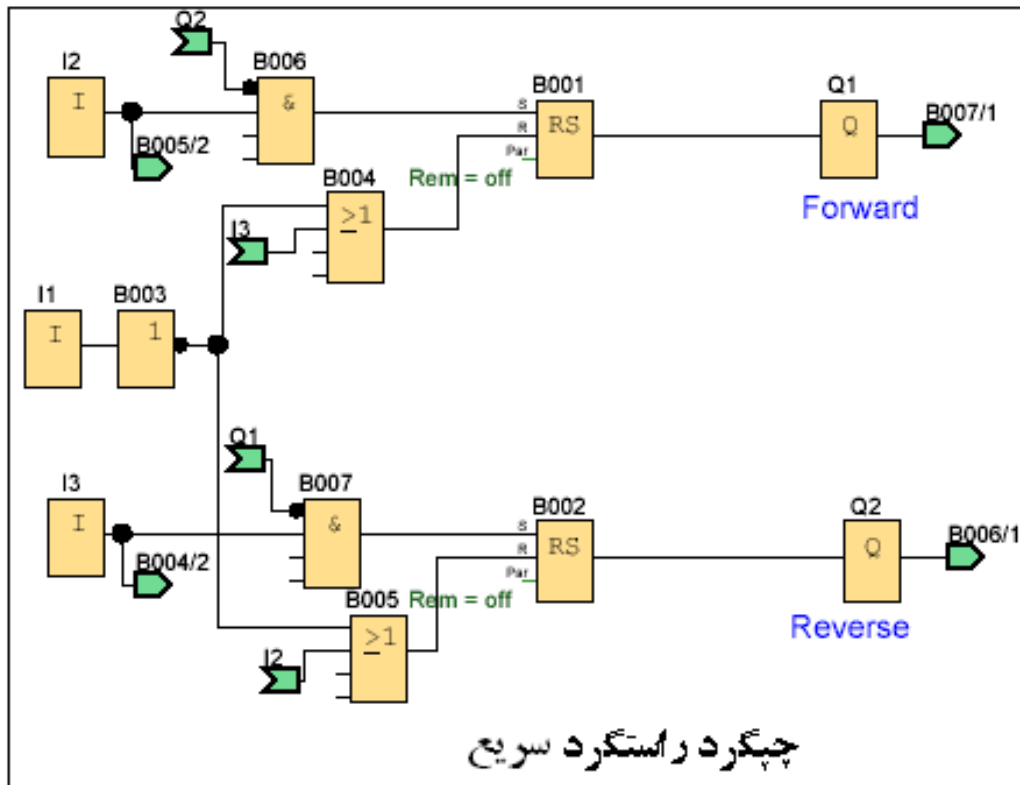 Q2
I2
B006
B001
Q1
I
&
S
RS
Q
B007/1
R
B005/2
Par
B004
Rem = off
Forward
I3
>1
I1
B003
I
1
Q1
B007
I3
B002
Q2
I
&
S
RS
Q
B006/1
R
B004/2
Par
B005
Rem = off
Reverse
I2
>1
چپگرد راستگرد سریع